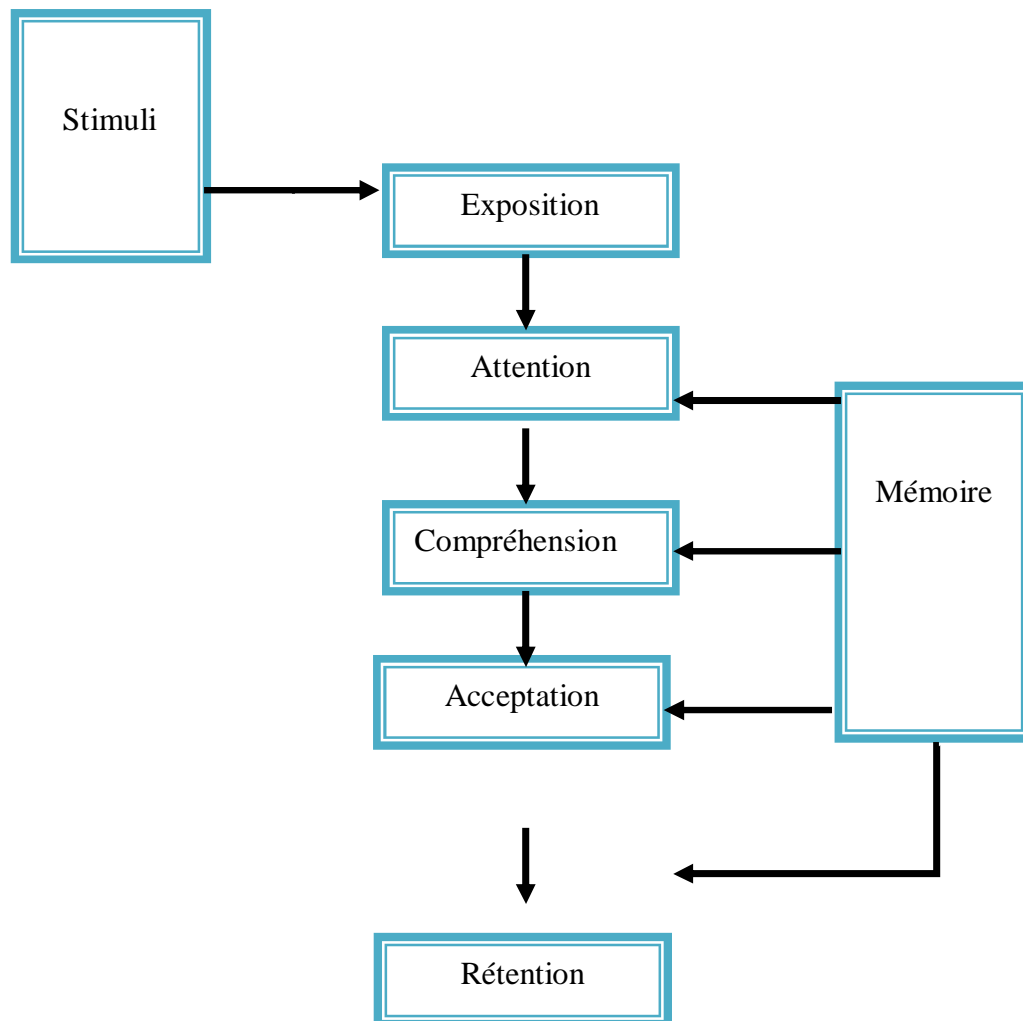 Stimuli
Exposition
Attention
Mémoire
Compréhension
Acceptation
Rétention